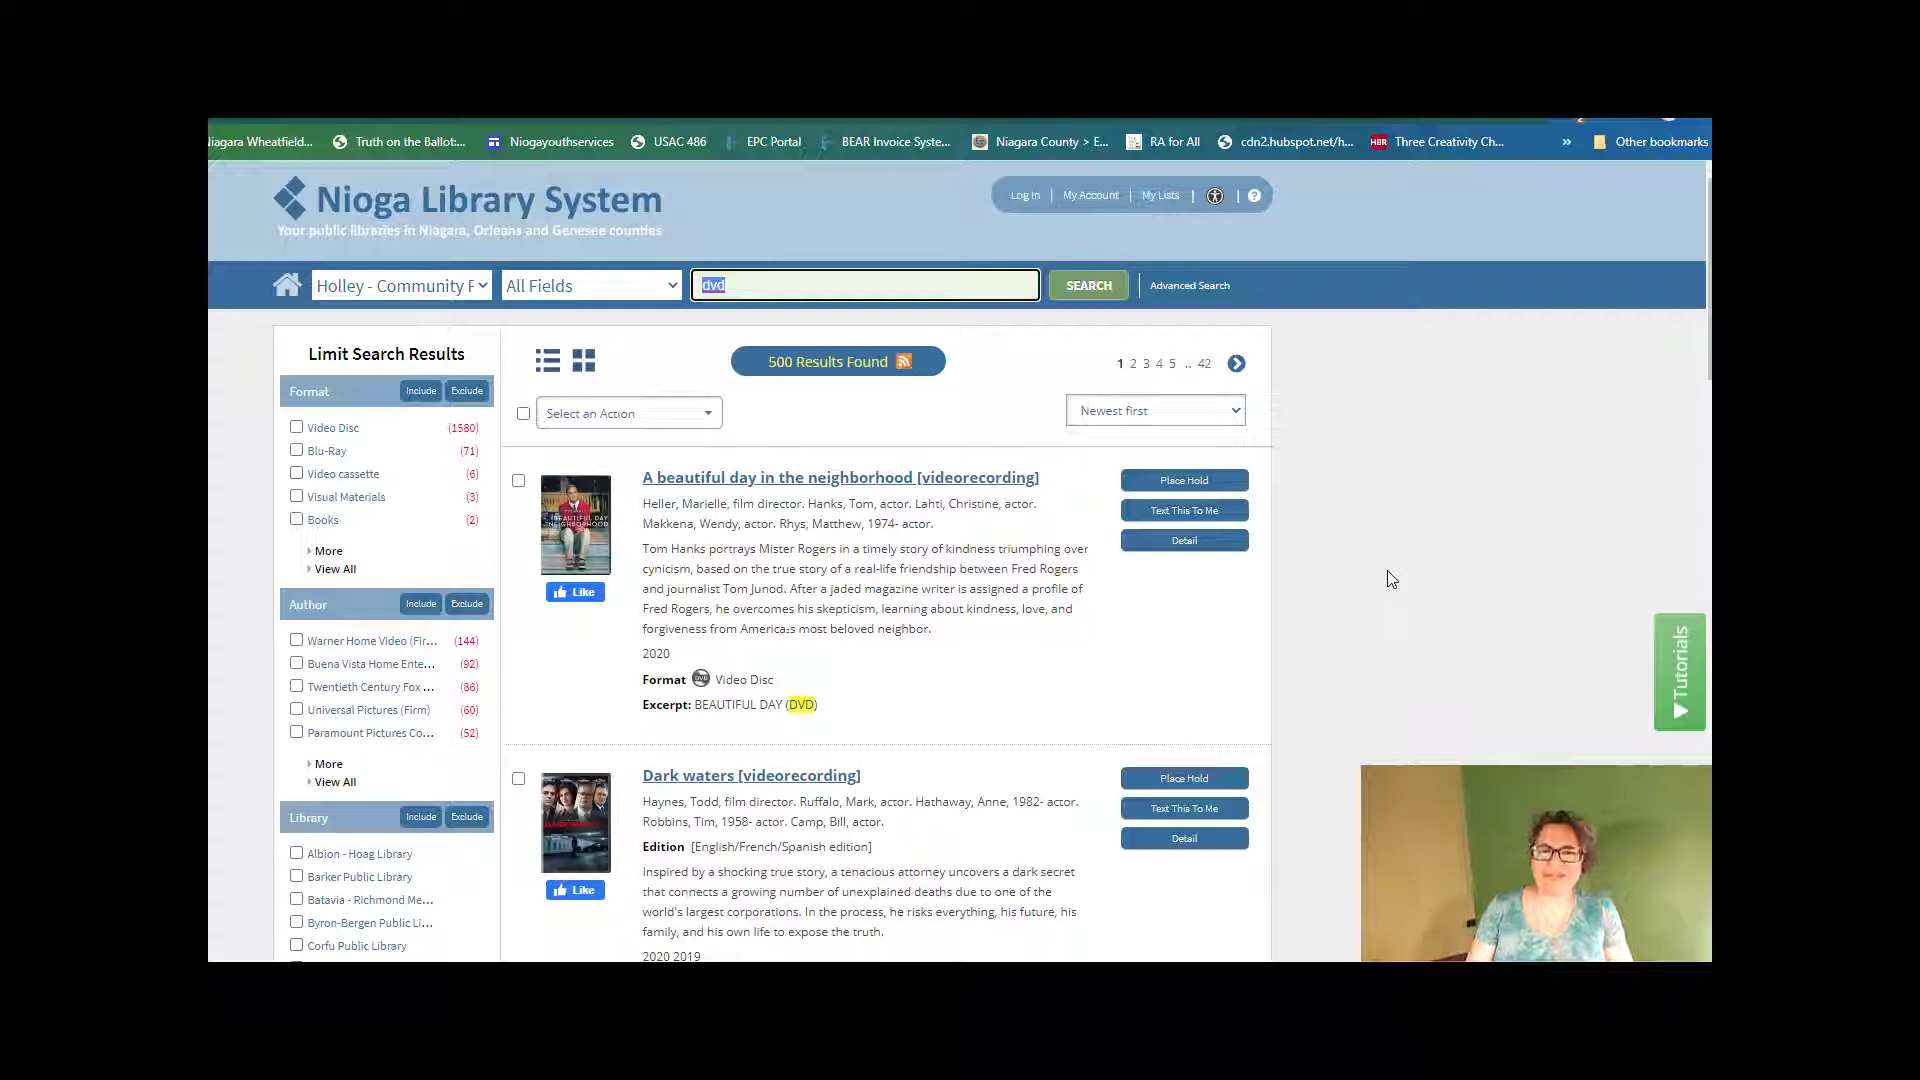 Niagara Wheatfield... Truth on the Ballot:... Niogayouthservices USAC 486 EPC Portal BEAR Invoice Syste... Niagara County > E... RA for All cdn2.hubspot.net/h... HBR Three Creativity Ch... » Other bookmarks
Nioga Library System
Your public libraries in Niagara, Orleans and Genesee counties
Log In | My Account | My Lists | | ?
Holley - Community P All Fields dvd SEARCH Advanced Search
Limit Search Results
Format Include Exclude
Video Disc (1580)
Blu-Ray (71)
Video cassette (6)
Visual Materials (3)
Books (2)
More
View All
Author Include Exclude
Warner Home Video (Fir... (144)
Buena Vista Home Ente... (92)
Twentieth Century Fox ... (86)
Universal Pictures (Firm) (60)
Paramount Pictures Co... (52)
More
View All
Library Include Exclude
Albion - Hoag Library
Barker Public Library
Batavia - Richmond Me...
Byron-Bergen Public Li...
Corfu Public Library
500 Results Found
1 2 3 4 5 .. 42
Select an Action
Newest first
A beautiful day in the neighborhood [videorecording]
Heller, Marielle, film director. Hanks, Tom, actor. Lahti, Christine, actor.
Makkena, Wendy, actor. Rhys, Matthew, 1974- actor.
Tom Hanks portrays Mister Rogers in a timely story of kindness triumphing over
cynicism, based on the true story of a real-life friendship between Fred Rogers
and journalist Tom Junod. After a jaded magazine writer is assigned a profile of
Fred Rogers, he overcomes his skepticism, learning about kindness, love, and
forgiveness from Americaःs most beloved neighbor.
2020
Format DVD Video Disc
Excerpt: BEAUTIFUL DAY (DVD)
BEAUTIFUL DAY
NEIGHBORHOOD
Like
Place Hold
Text This To Me
Detail
Dark waters [videorecording]
Haynes, Todd, film director. Ruffalo, Mark, actor. Hathaway, Anne, 1982- actor.
Robbins, Tim, 1958- actor. Camp, Bill, actor.
Edition [English/French/Spanish edition]
Inspired by a shocking true story, a tenacious attorney uncovers a dark secret
that connects a growing number of unexplained deaths due to one of the
world's largest corporations. In the process, he risks everything, his future, his
family, and his own life to expose the truth.
2020 2019
Like
Place Hold
Text This To Me
Detail
Tutorials